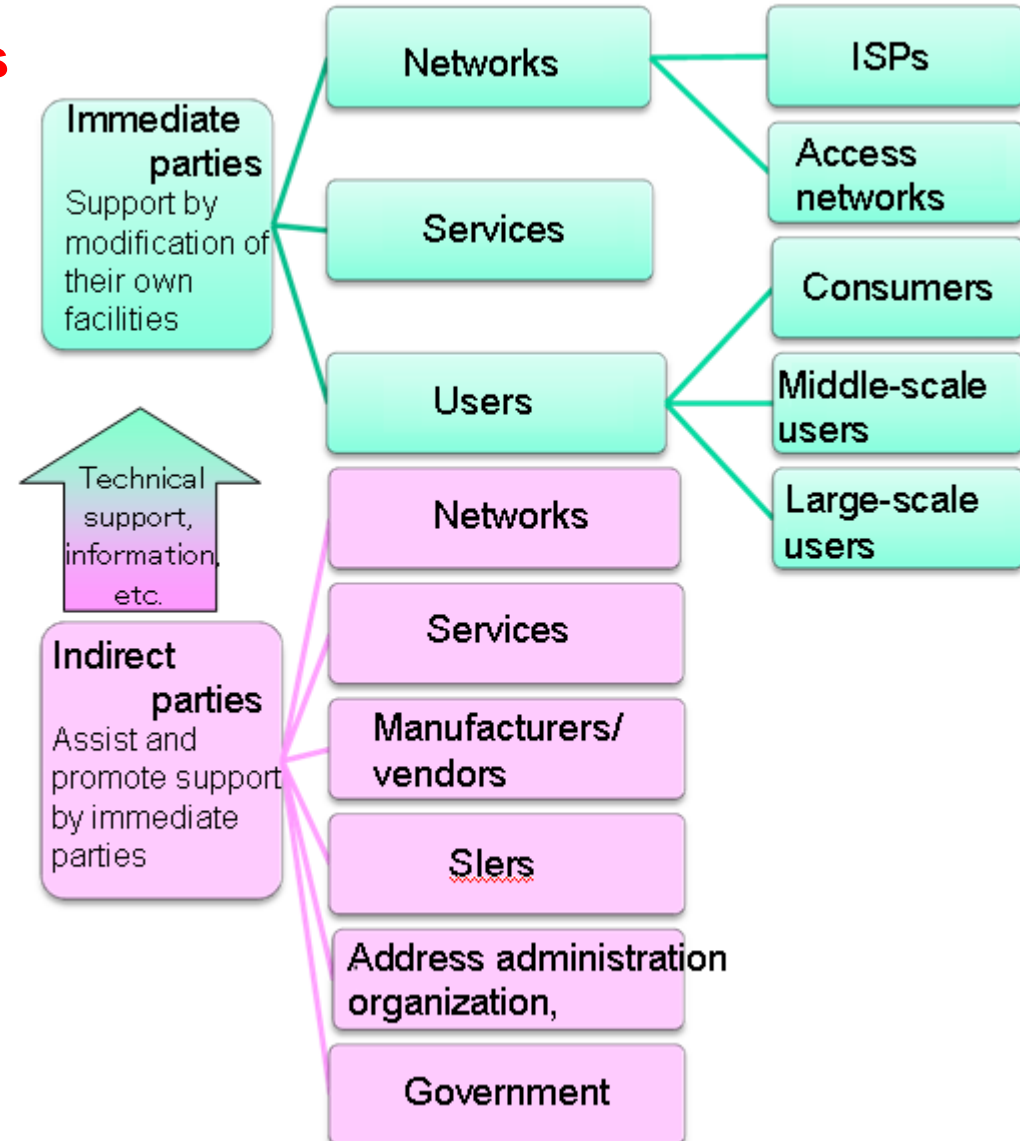 s
Networks
ISPs
Immediate
parties
Support by
modification of
their own
facilities
Access
networks
Services
Consumers
Users
Middle-scale
users
Large-scale
users
Technical
support,
information,
etc.
Networks
Indirect
parties
Assist and
promote support
by immediate
parties
Services
Manufacturers/
vendors
SIers
Address administration
organization,
Government